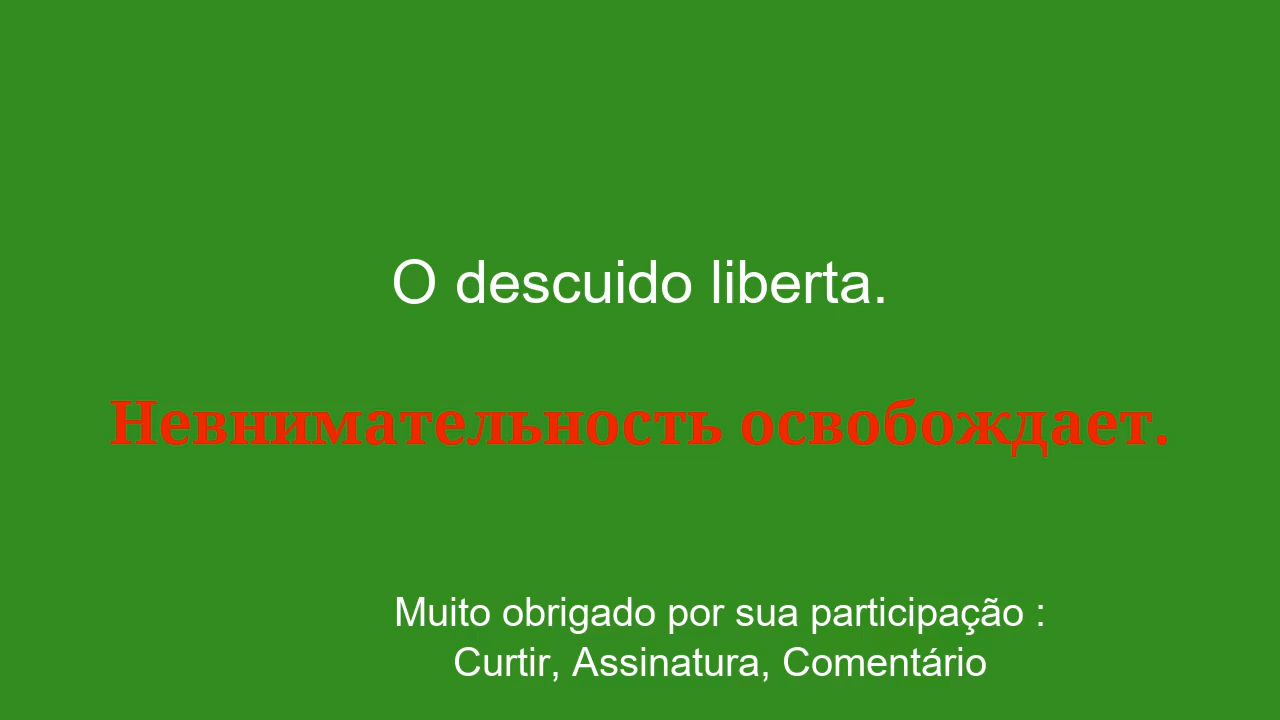 O descuido liberta.
Невнимательность освобождает.
Muito obrigado por sua participação :
Curtir, Assinatura, Comentário